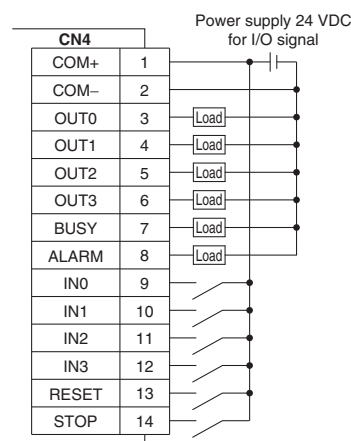 Power supply 24 VDC
for I/O signal
CN4
COM+ 1
COM– 2
OUT0 3 Load
OUT1 4 Load
OUT2 5 Load
OUT3 6 Load
BUSY 7 Load
ALARM 8 Load
IN0 9
IN1 10
IN2 11
IN3 12
RESET 13
STOP 14